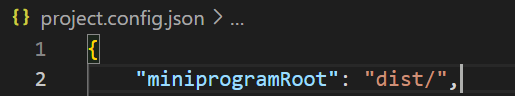 {} project.config.json > ...
1 {
2 "miniprogramRoot": "dist/",